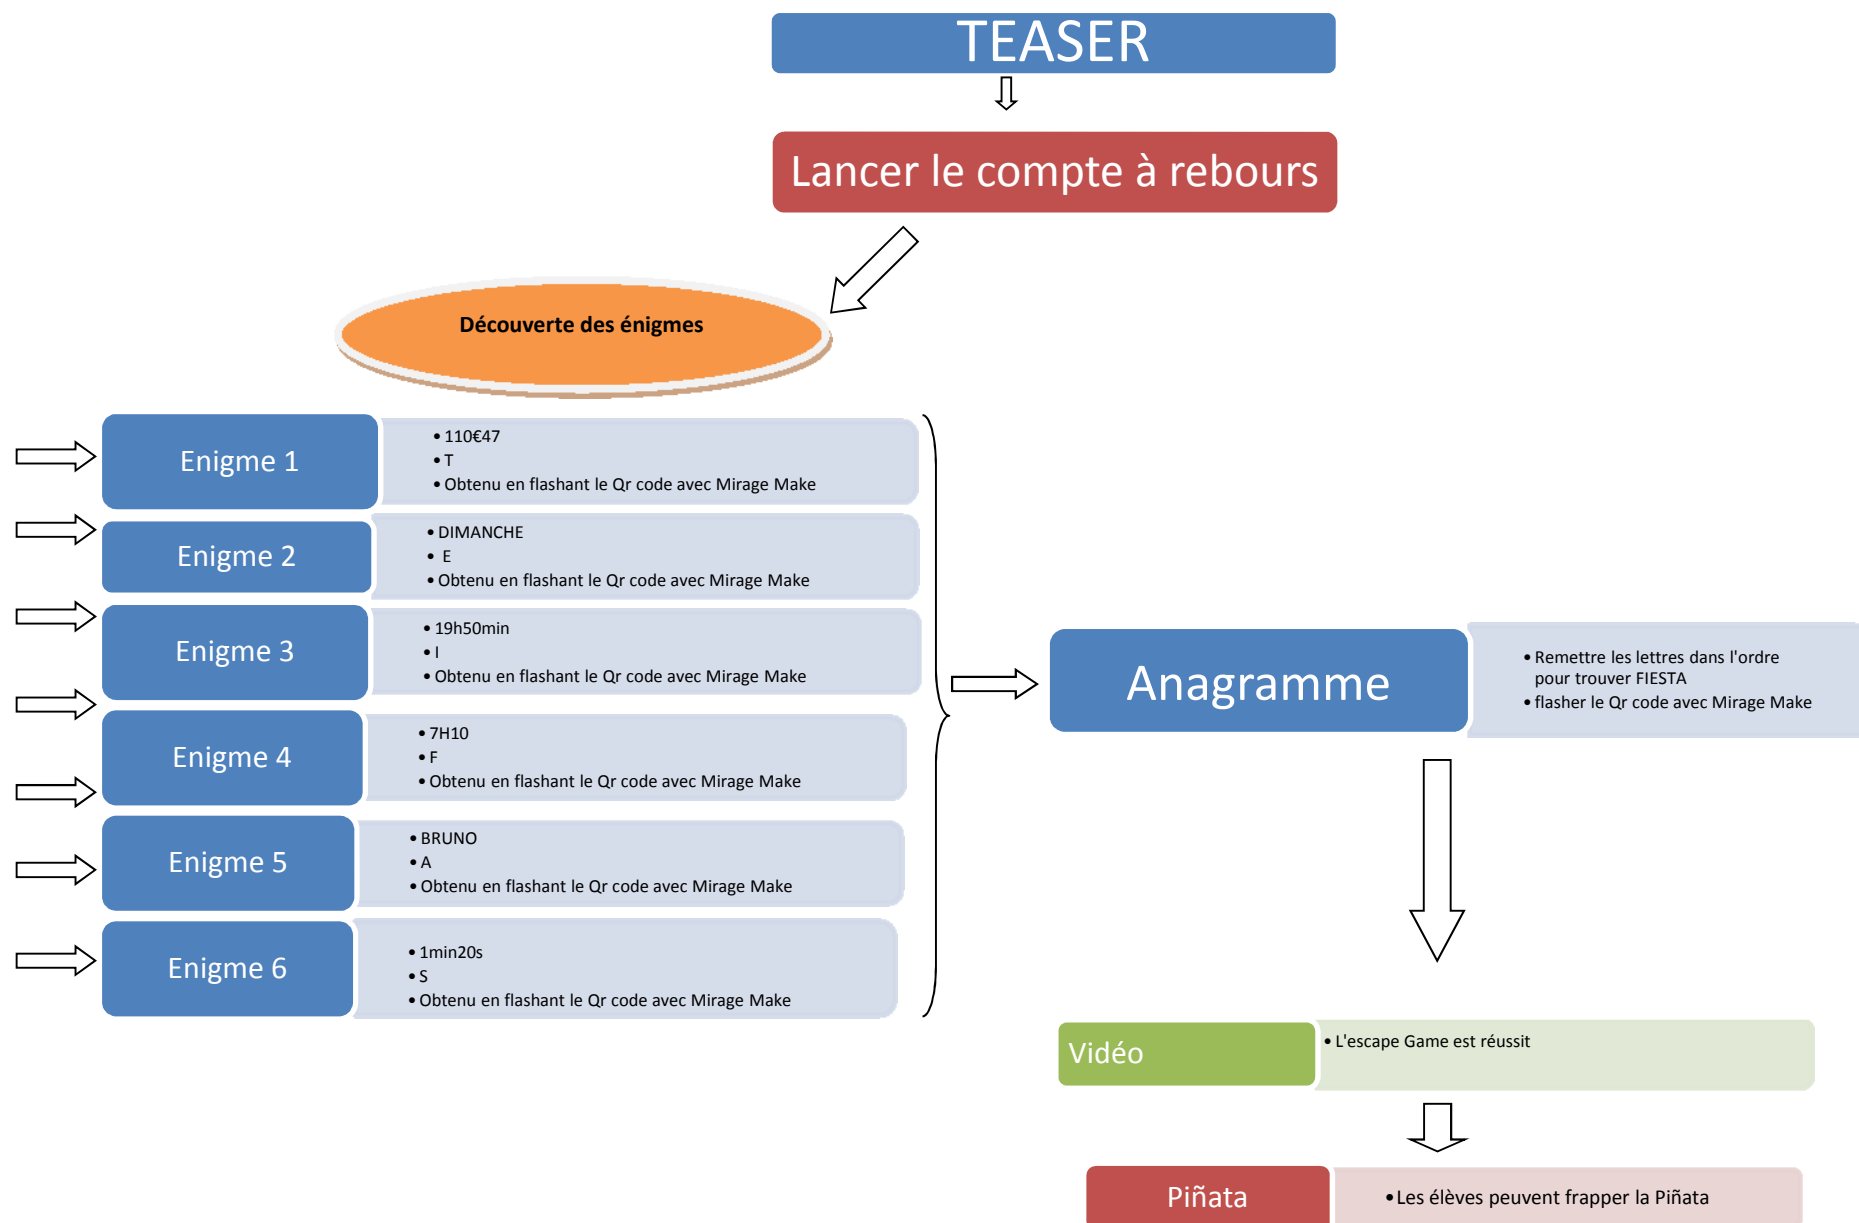 TEASER
Lancer le compte à rebours
Découverte des énigmes
Enigme 1
• 110€47
• T
• Obtenu en flashant le Qr code avec Mirage Make
Enigme 2
• DIMANCHE
• E
• Obtenu en flashant le Qr code avec Mirage Make
Enigme 3
• 19h50min
• I
• Obtenu en flashant le Qr code avec Mirage Make
Enigme 4
• 7H10
• F
• Obtenu en flashant le Qr code avec Mirage Make
Enigme 5
• BRUNO
• A
• Obtenu en flashant le Qr code avec Mirage Make
Enigme 6
• 1min20s
• S
• Obtenu en flashant le Qr code avec Mirage Make
Anagramme
• Remettre les lettres dans l'ordre
pour trouver FIESTA
• flasher le Qr code avec Mirage Make
Vidéo
• L'escape Game est réussit
Piñata
• Les élèves peuvent frapper la Piñata